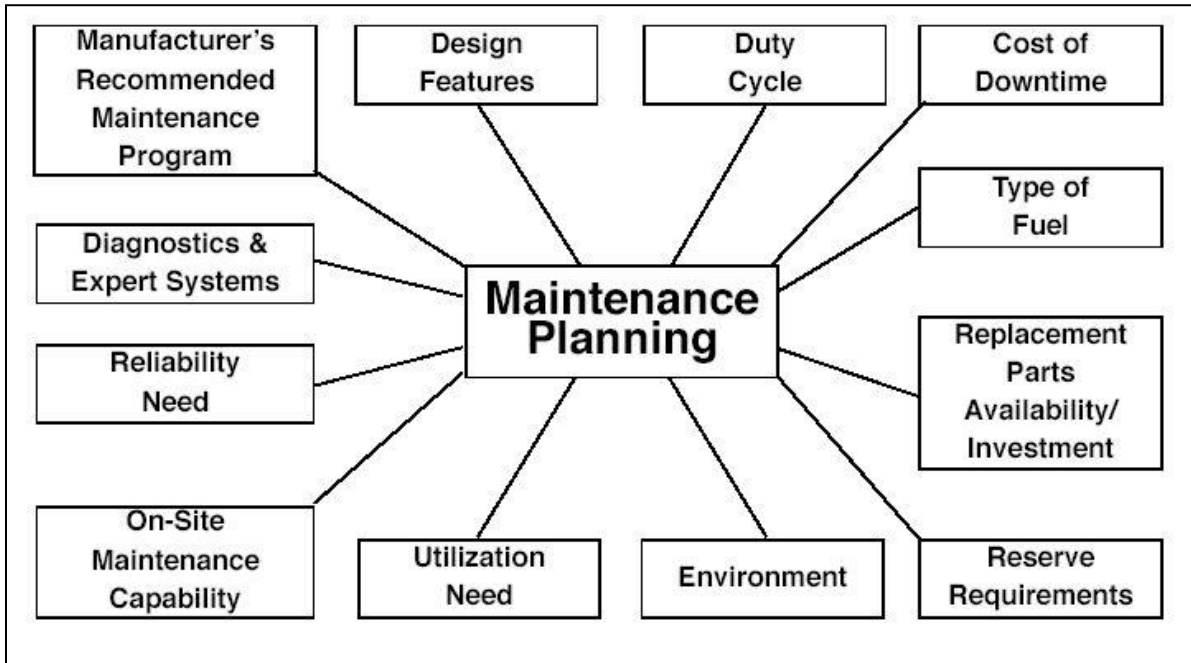 Manufacturer's
Recommended
Maintenance
Program
Design
Features
Duty
Cycle
Cost of
Downtime
Type of
Fuel
Diagnostics &
Expert Systems
Maintenance
Planning
Reliability
Need
Replacement
Parts
Availability/
Investment
On-Site
Maintenance
Capability
Utilization
Need
Environment
Reserve
Requirements